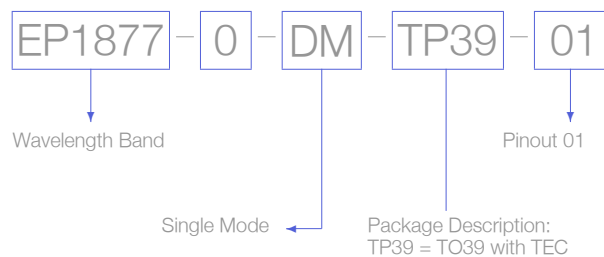 EP1877 – 0 – DM – TP39 – 01
Wavelength Band
Pinout 01
Single Mode
Package Description:
TP39 = TO39 with TEC